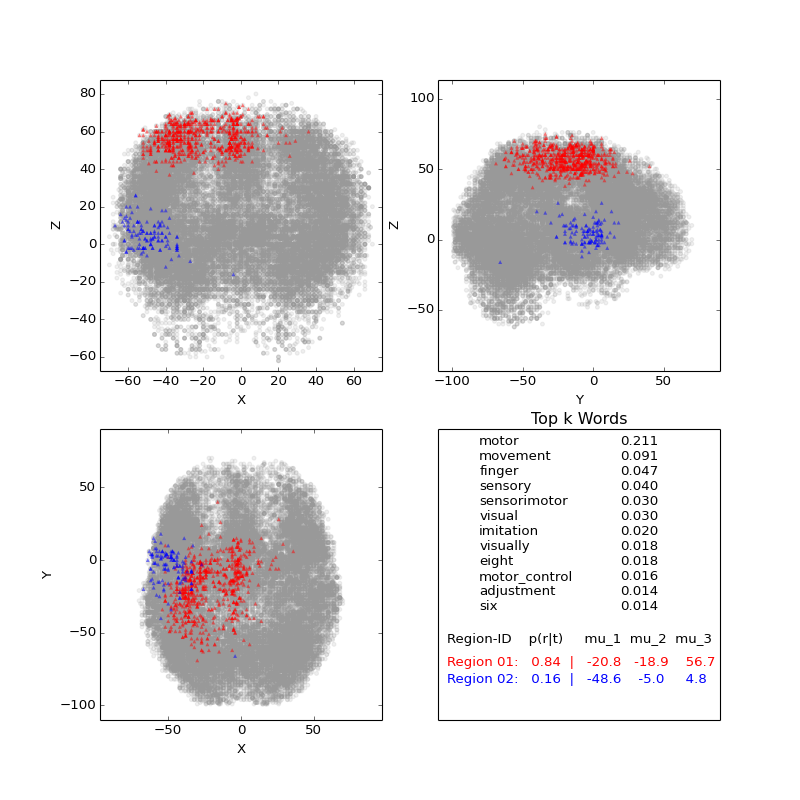 80
60
40
20
0
−20
−40
−60
Z
−60 −40 −20 0 20 40 60
X
100
50
0
−50
Z
−100 −50 0 50
Y
50
0
−50
−100
Y
−50 0 50
X
Top k Words
motor 0.211
movement 0.091
finger 0.047
sensory 0.040
sensorimotor 0.030
visual 0.030
imitation 0.020
visually 0.018
eight 0.018
motor_control 0.016
adjustment 0.014
six 0.014
Region-ID p(r|t) mu_1 mu_2 mu_3
Region 01: 0.84 | -20.8 -18.9 56.7
Region 02: 0.16 | -48.6 -5.0 4.8